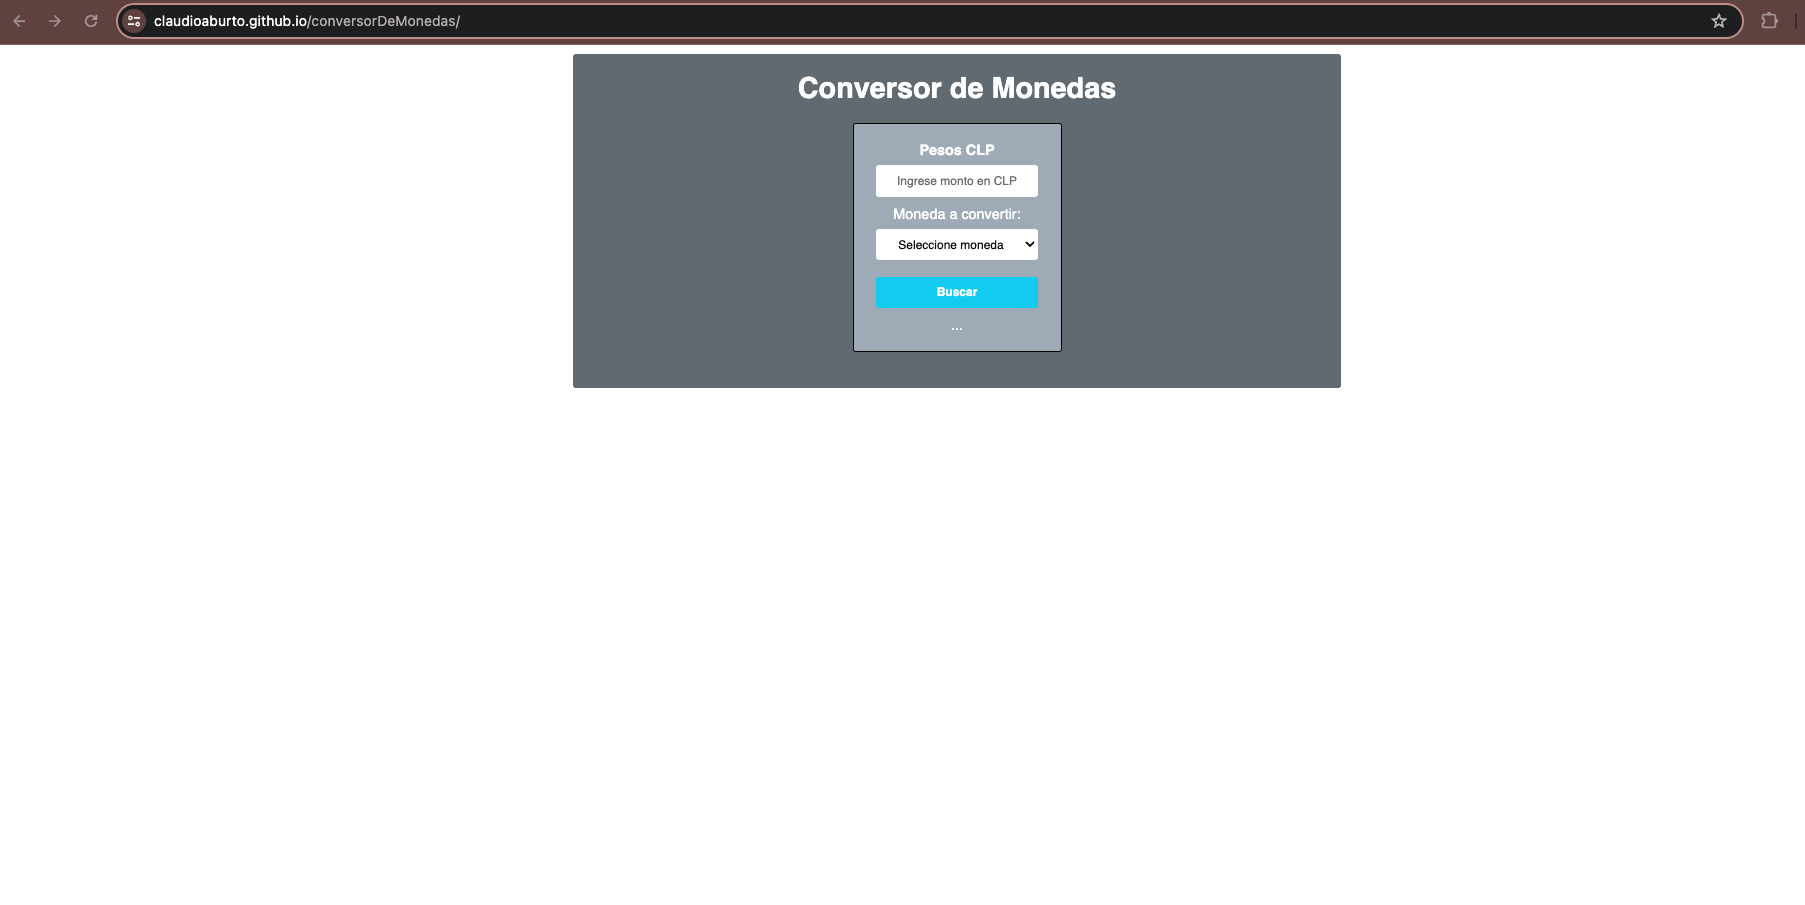 claudioaburto.github.io/conversorDeMonedas/
Conversor de Monedas
Pesos CLP
Ingrese monto en CLP
Moneda a convertir:
Seleccione moneda
Buscar
...